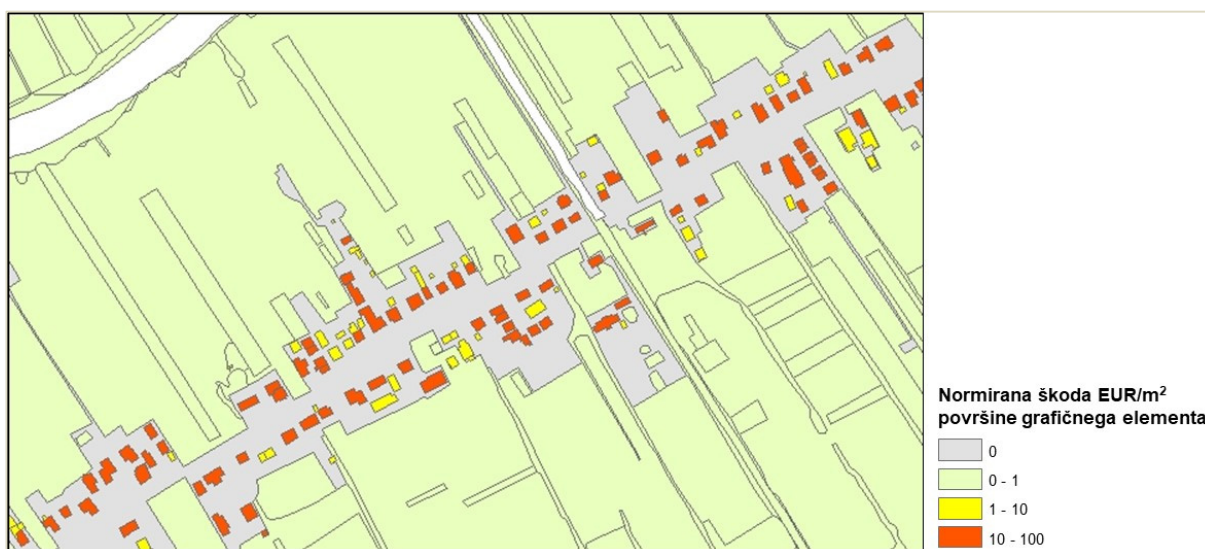 Normirana škoda EUR/m²
površine grafičnega elementa
0
0 - 1
1 - 10
10 - 100